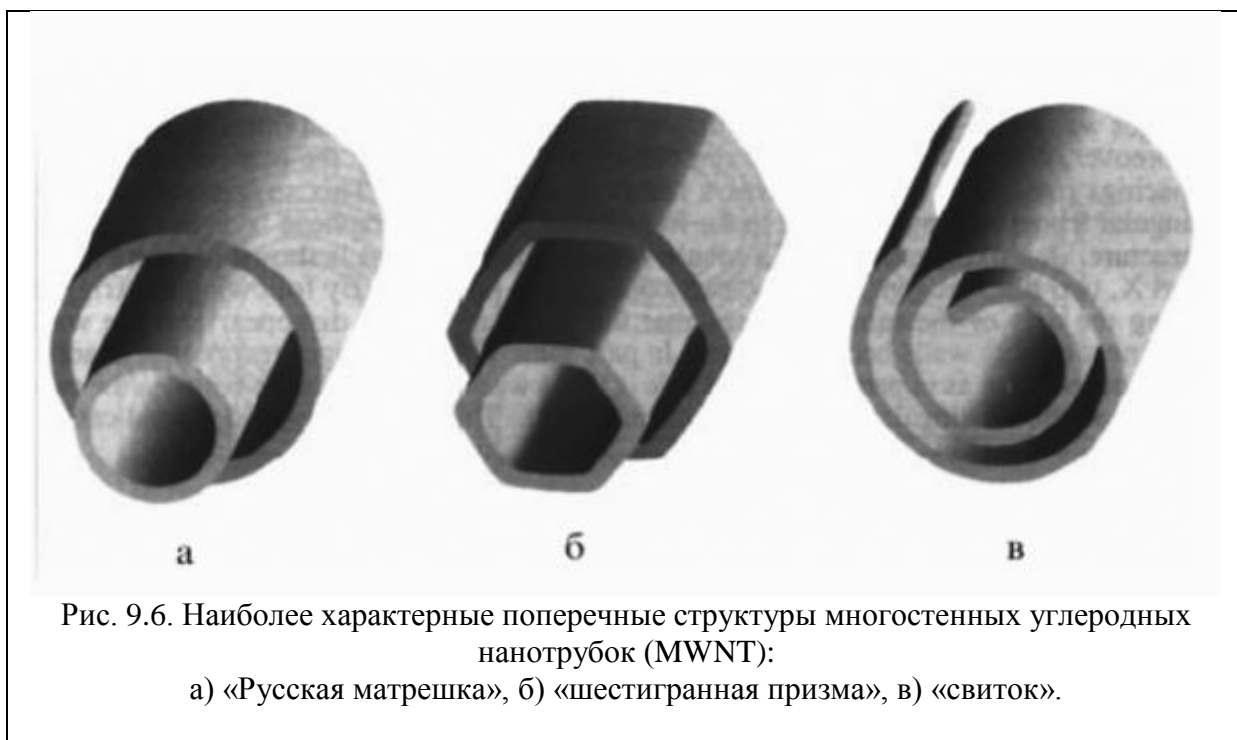 а
б
в
Рис. 9.6. Наиболее характерные поперечные структуры многостенных углеродных
нанотрубок (MWNT):
а) «Русская матрешка», б) «шестигранная призма», в) «свиток».